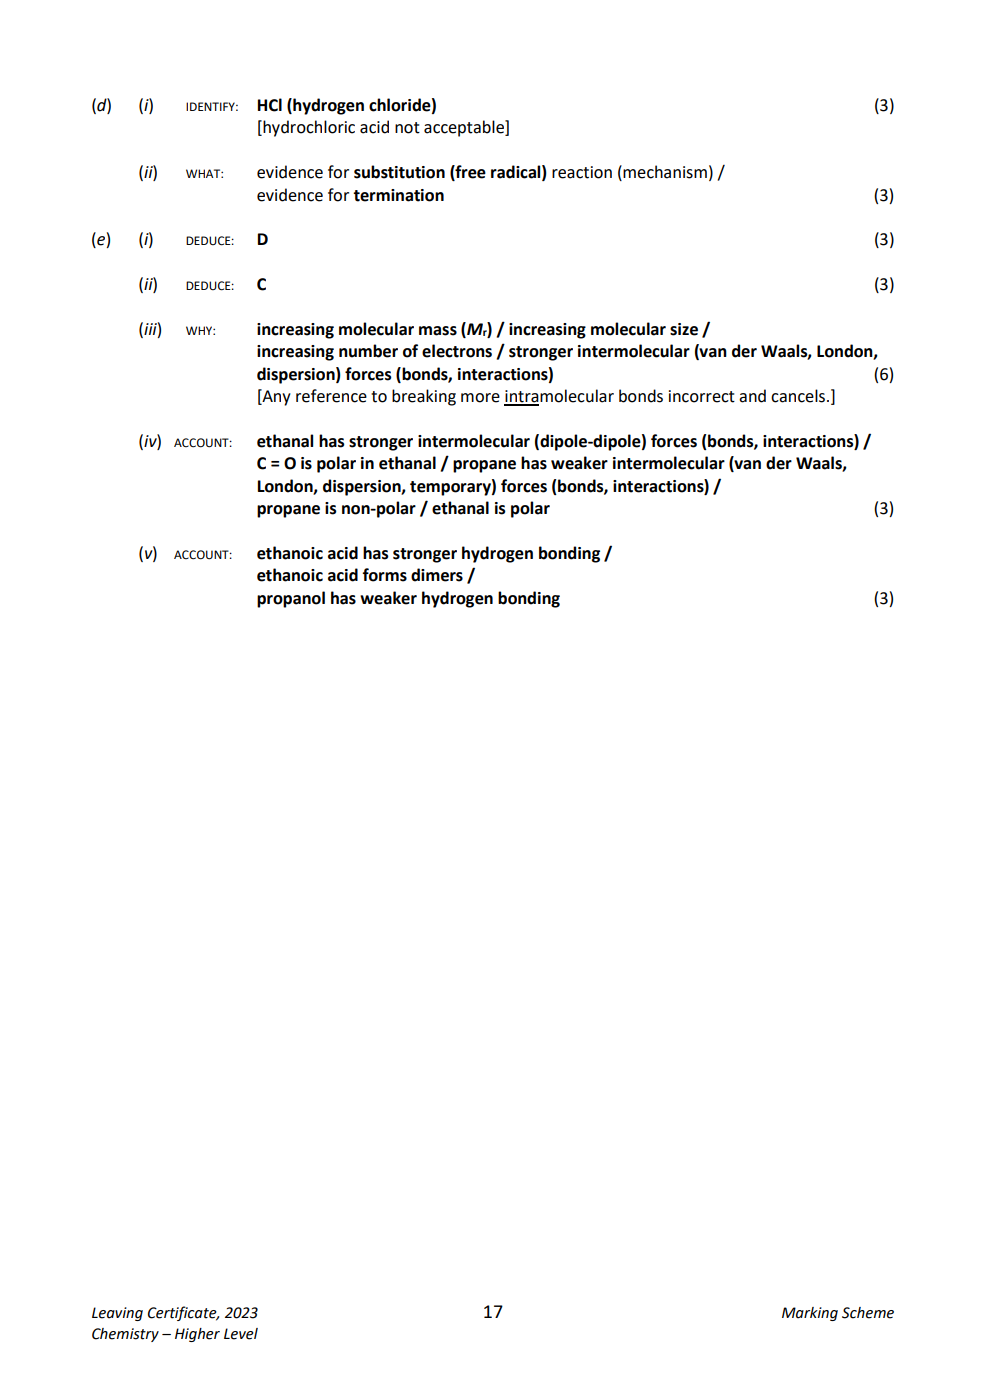 (d) (i) IDENTIFY: HCl (hydrogen chloride) (3)
[hydrochloric acid not acceptable]
(ii) WHAT: evidence for substitution (free radical) reaction (mechanism) /
evidence for termination (3)
(e) (i) DEDUCE: D (3)
(ii) DEDUCE: C (3)
(iii) WHY: increasing molecular mass (Mr) / increasing molecular size /
increasing number of electrons / stronger intermolecular (van der Waals, London,
dispersion) forces (bonds, interactions) (6)
[Any reference to breaking more intramolecular bonds incorrect and cancels.]
(iv) ACCOUNT: ethanal has stronger intermolecular (dipole-dipole) forces (bonds, interactions) /
C = O is polar in ethanal / propane has weaker intermolecular (van der Waals,
London, dispersion, temporary) forces (bonds, interactions) /
propane is non-polar / ethanal is polar (3)
(v) ACCOUNT: ethanoic acid has stronger hydrogen bonding /
ethanoic acid forms dimers /
propanol has weaker hydrogen bonding (3)
Leaving Certificate, 2023 17 Marking Scheme
Chemistry – Higher Level